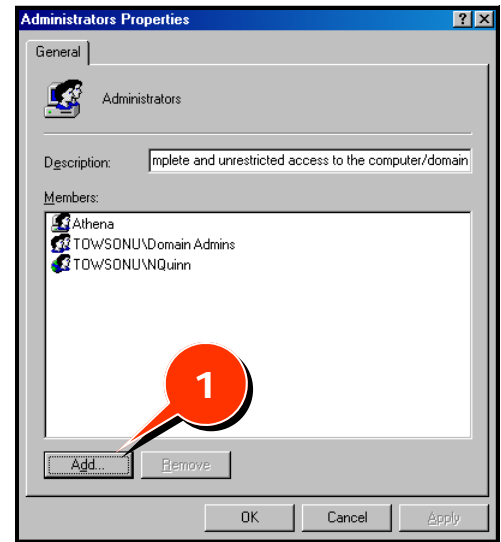 Administrators Properties
General
Administrators
Description: mplete and unrestricted access to the computer/domain
Members:
Athena
TOWSONU\Domain Admins
TOWSONU\NQuinn
1
Add... Remove
OK Cancel Apply